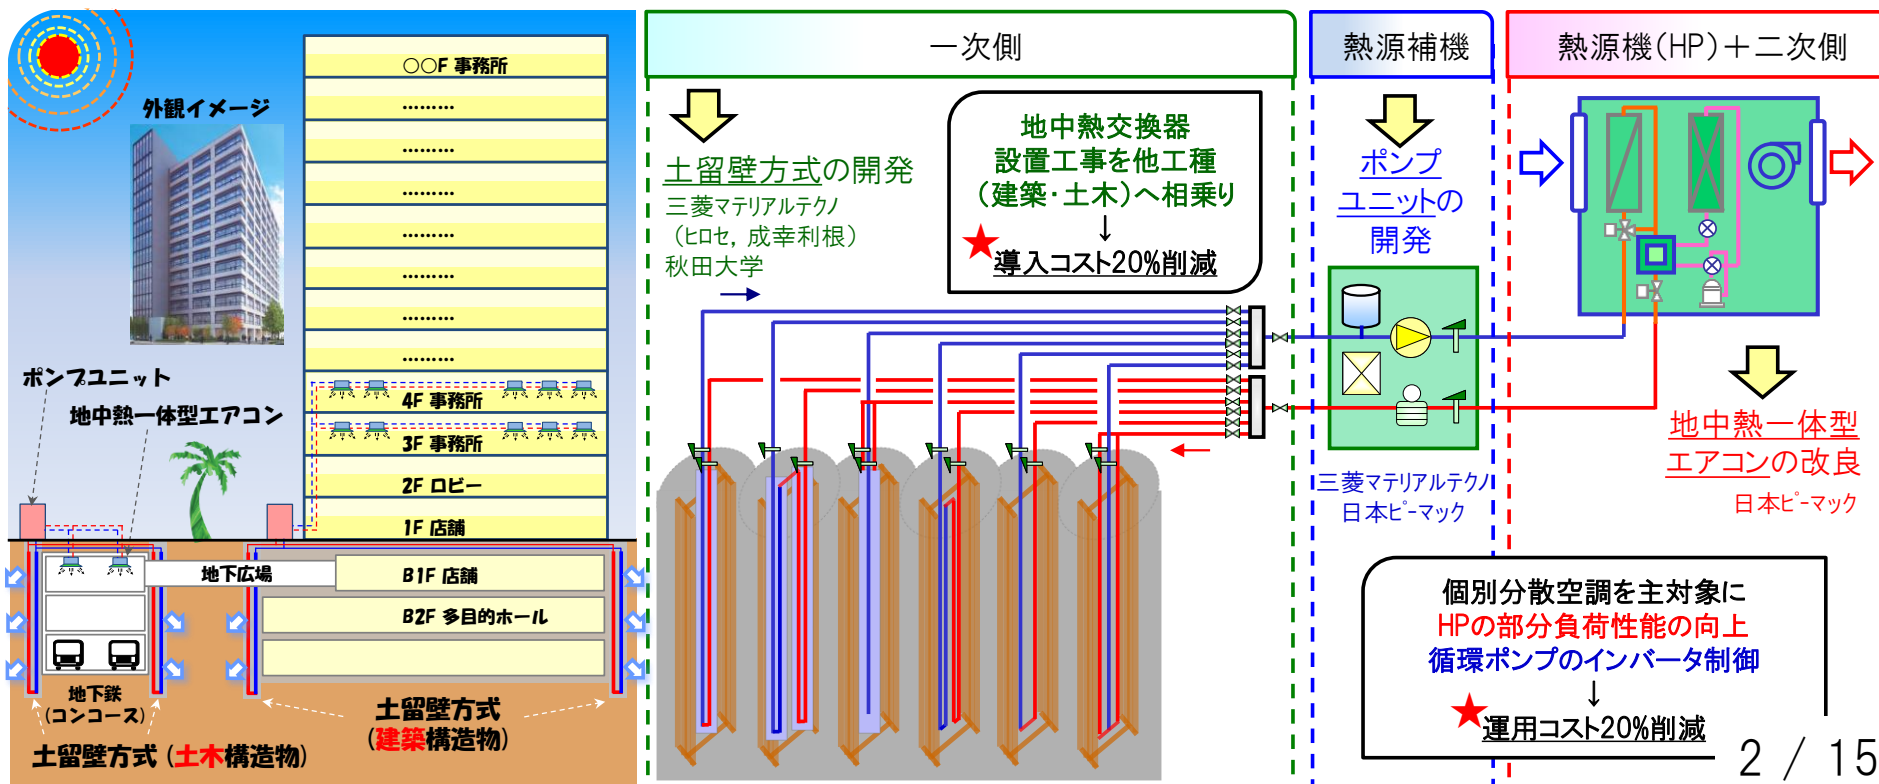 外観イメージ
○○F 事務所
………
………
………
………
………
………
………
4F 事務所
3F 事務所
2F ロビー
1F 店舗
ポンプユニット
地中熱一体型エアコン
地下広場
B1F 店舗
B2F 多目的ホール
地下鉄
(コンコース)
土留壁方式 (土木構造物)
土留壁方式
(建築構造物)
一次側
土留壁方式の開発
三菱マテリアルテクノ
(ヒロセ, 成幸利根)
秋田大学
地中熱交換器
設置工事を他工種
(建築・土木)へ相乗り
↓
★導入コスト20%削減
熱源補機
ポンプ
ユニットの
開発
三菱マテリアルテクノ
日本ピーマック
熱源機(HP)+二次側
地中熱一体型
エアコンの改良
日本ピーマック
個別分散空調を主対象に
HPの部分負荷性能の向上
循環ポンプのインバータ制御
↓
★運用コスト20%削減
2 / 15